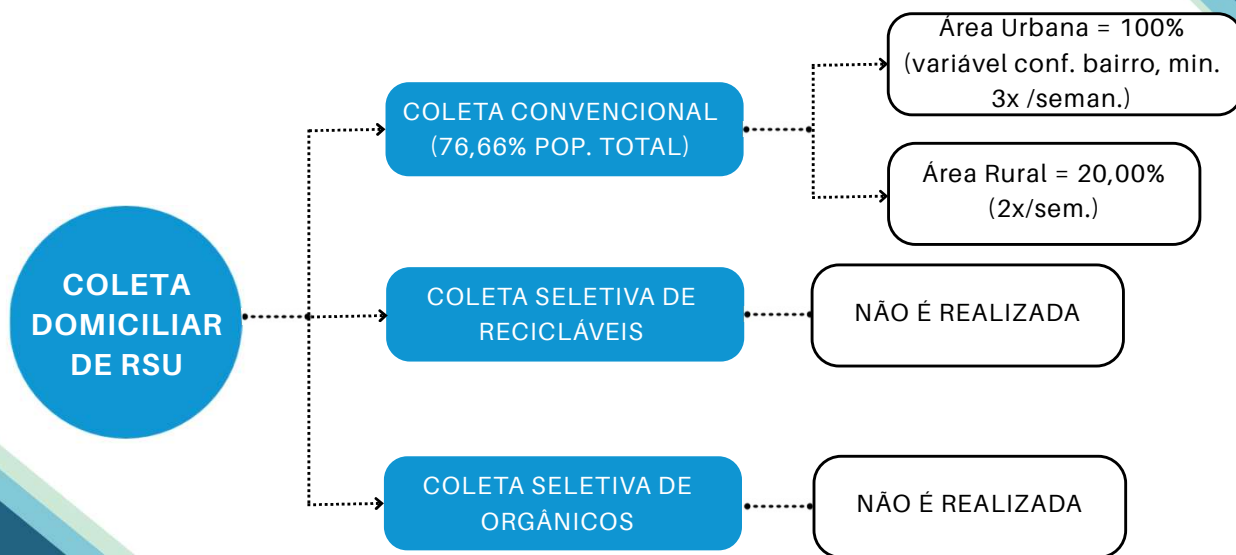 COLETA
DOMICILIAR
DE RSU
COLETA CONVENCIONAL
(76,66% POP. TOTAL)
Área Urbana = 100%
(variável conf. bairro, min.
3x /seman.)
Área Rural = 20,00%
(2x/sem.)
COLETA SELETIVA DE
RECICLÁVEIS
NÃO É REALIZADA
COLETA SELETIVA DE
ORGÂNICOS
NÃO É REALIZADA